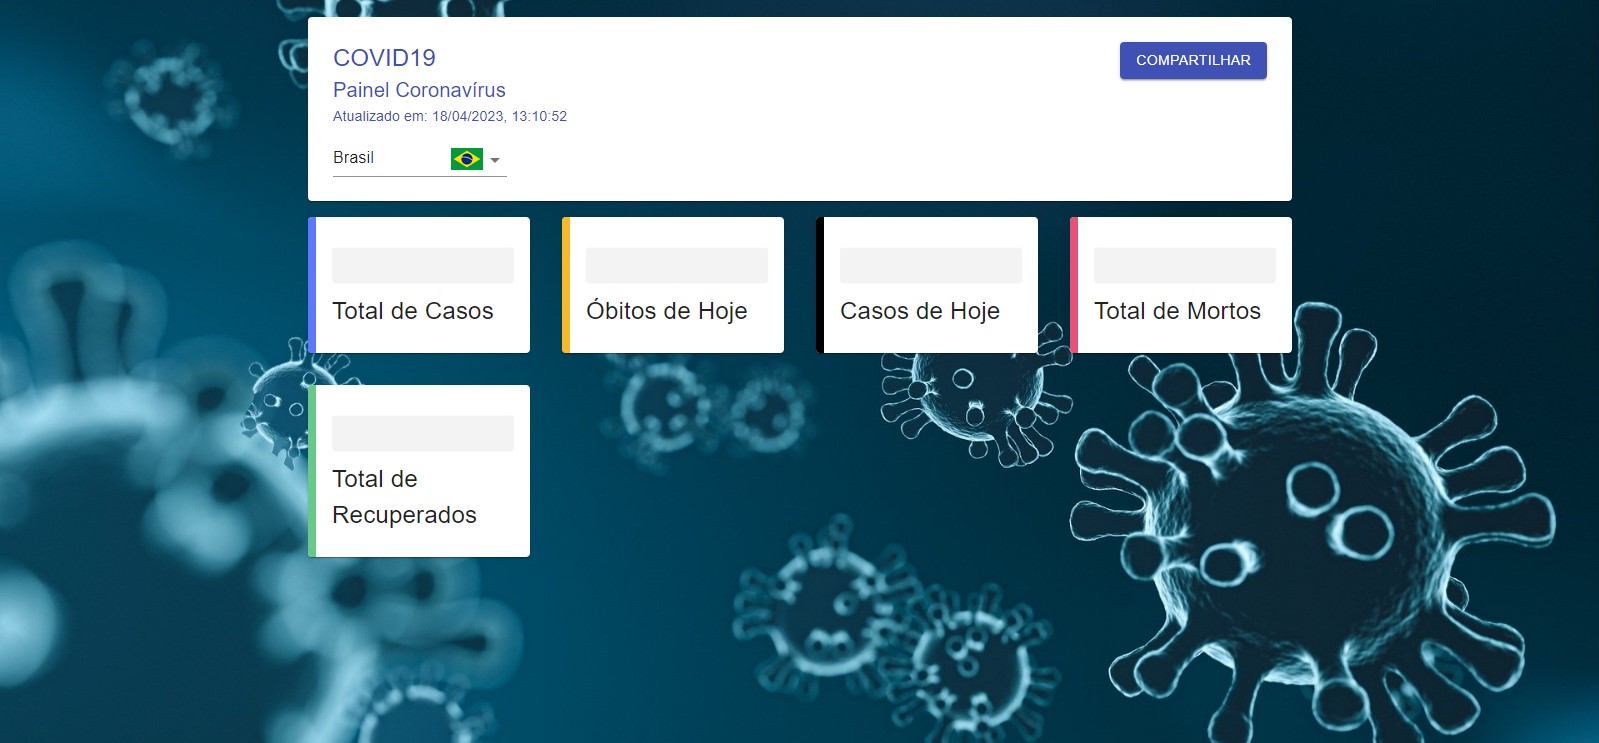 COVID19
COMPARTILHAR
Painel Coronavírus
Atualizado em: 18/04/2023, 13:10:52
Brasil
Total de Casos
Óbitos de Hoje
Casos de Hoje
Total de Mortos
Total de
Recuperados